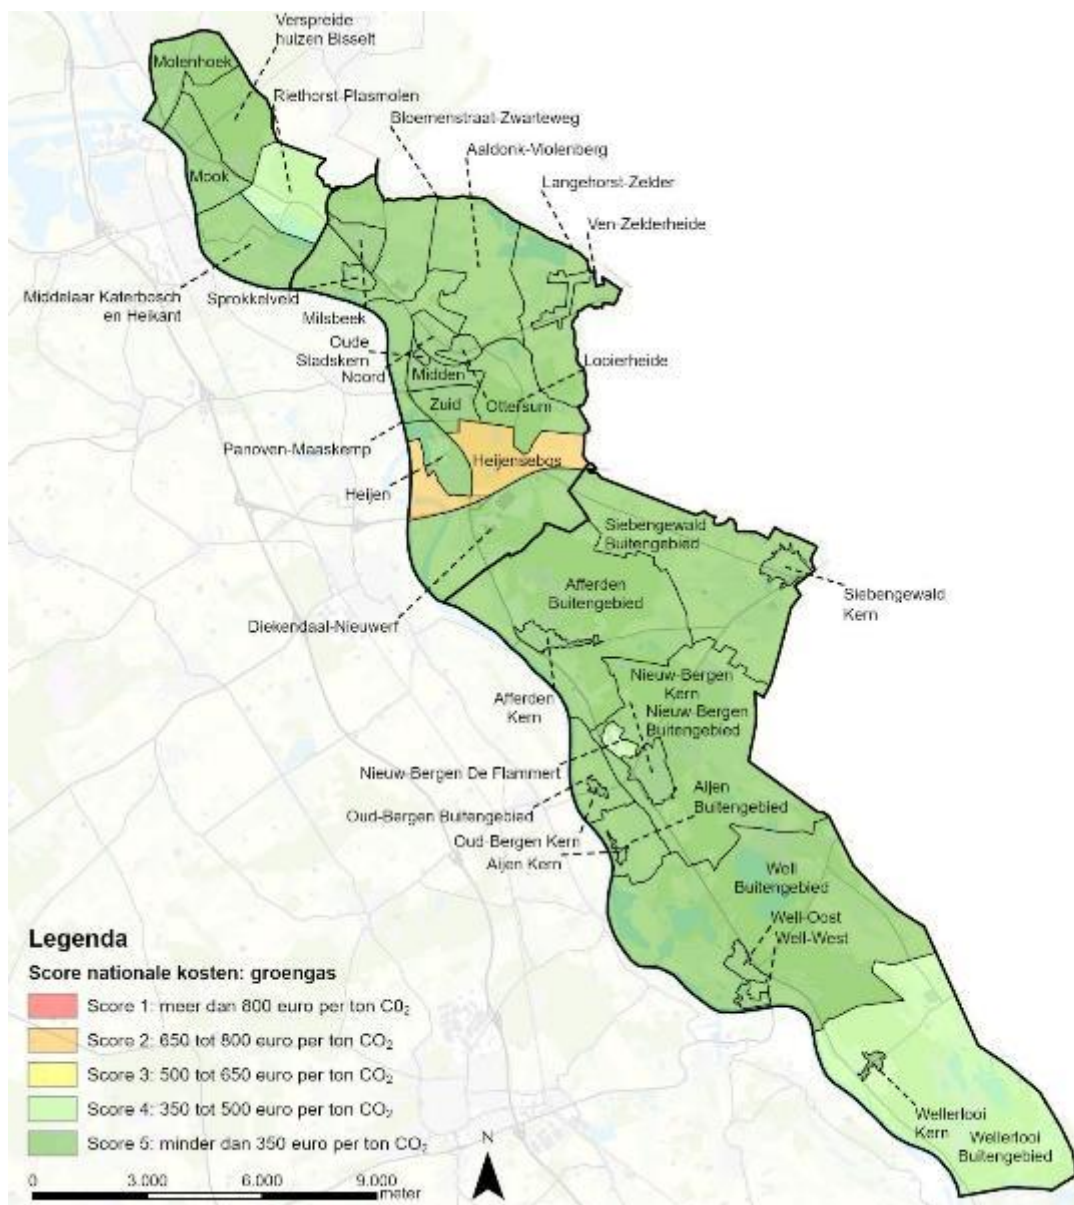 Verspreide
huizen Bisselt
Molenhoek
Riethorst-Plasmolen
Bloemenstraat-Zwarteweg
Aaldonk-Violenberg
Langehorst-Zelder
Mook
Ven-Zelderheide
Middelaar Katerbosch
en Heikant
Sprokkelveld
Milsbeek
Oude
Stadskern
Noord
Looierheide
Midden
Zuid
Ottersum
Panoven-Maaskemp
Heijensebos
Heijen
Siebengewald
Buitengebied
Afferden
Buitengebied
Siebengewald
Kern
Diekendaal-Nieuwerf
Nieuw-Bergen
Kern
Afferden
Kern
Nieuw-Bergen
Buitengebied
Nieuw-Bergen De Flammert
Aijen
Buitengebied
Oud-Bergen Buitengebied
Oud-Bergen Kern
Aijen Kern
Well
Buitengebied
Well-Oost
Well-West
Legenda
Score nationale kosten: groengas
Score 1: meer dan 800 euro per ton C0₂
Score 2: 650 tot 800 euro per ton CO₂
Score 3: 500 tot 650 euro per ton CO₂
Score 4: 350 tot 500 euro per ton CO₂
Score 5: minder dan 350 euro per ton CO₂
Wellerlooi
Kern
Wellerlooi
Buitengebied
N
0 3.000 6.000 9.000
meter